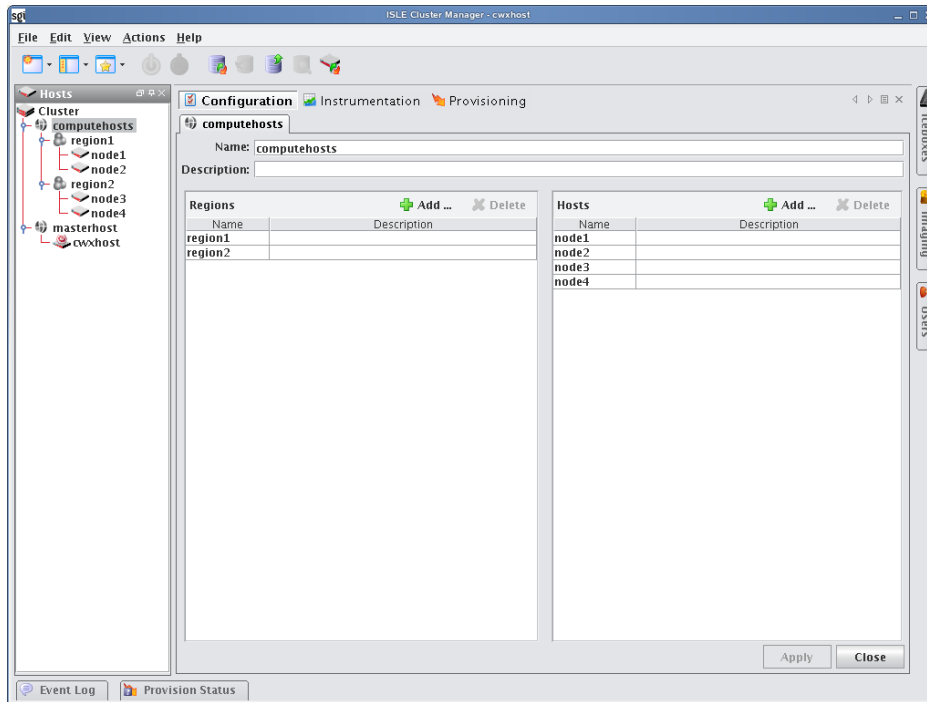 sgi
ISLE Cluster Manager - cwxhost
File Edit View Actions Help
Hosts
Cluster
computehosts
region1
node1
node2
region2
node3
node4
masterhost
cwxhost
Configuration Instrumentation Provisioning
computehosts
Name: computehosts
Description:
Regions Add ... Delete
Name Description
region1
region2
Hosts Add ... Delete
Name Description
node1
node2
node3
node4
Apply Close
Iceboxes
Imaging
Users
Event Log Provision Status